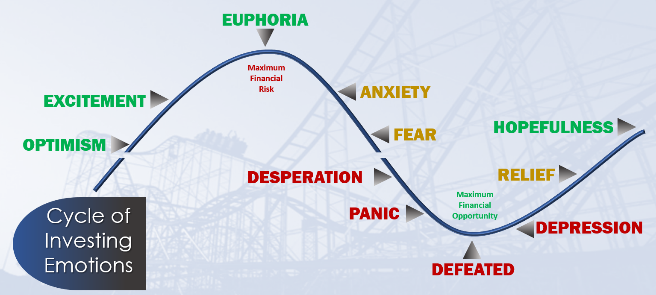 EUPHORIA
Maximum
Financial
Risk
EXCITEMENT
ANXIETY
OPTIMISM
FEAR
HOPEFULNESS
DESPERATION
RELIEF
PANIC
Maximum
Financial
Opportunity
DEPRESSION
DEFEATED
Cycle of
Investing
Emotions